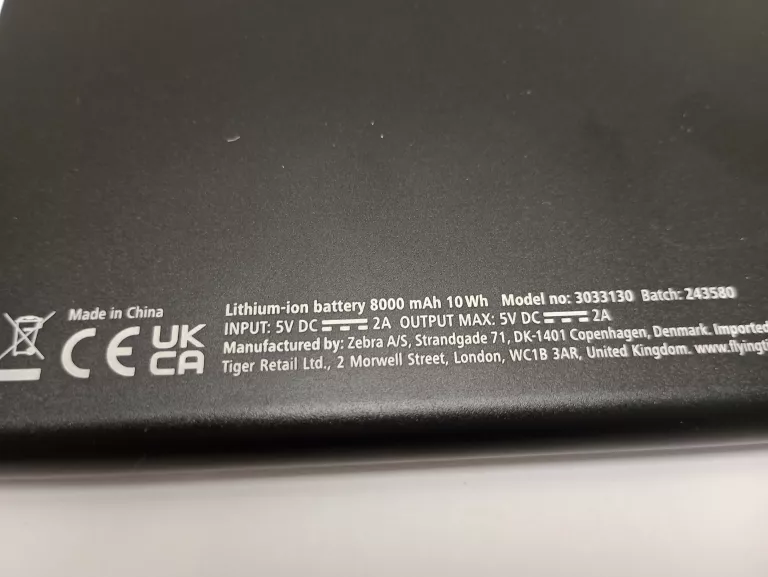 Made in China
CE UK CA
Lithium-ion battery 8000 mAh 10 Wh Model no: 3033130 Batch: 243580
INPUT: 5V DC 2A OUTPUT MAX: 5V DC 2A
Manufactured by: Zebra A/S, Strandgade 71, DK-1401 Copenhagen, Denmark. Imported
Tiger Retail Ltd., 2 Morwell Street, London, WC1B 3AR, United Kingdom. www.flyingti